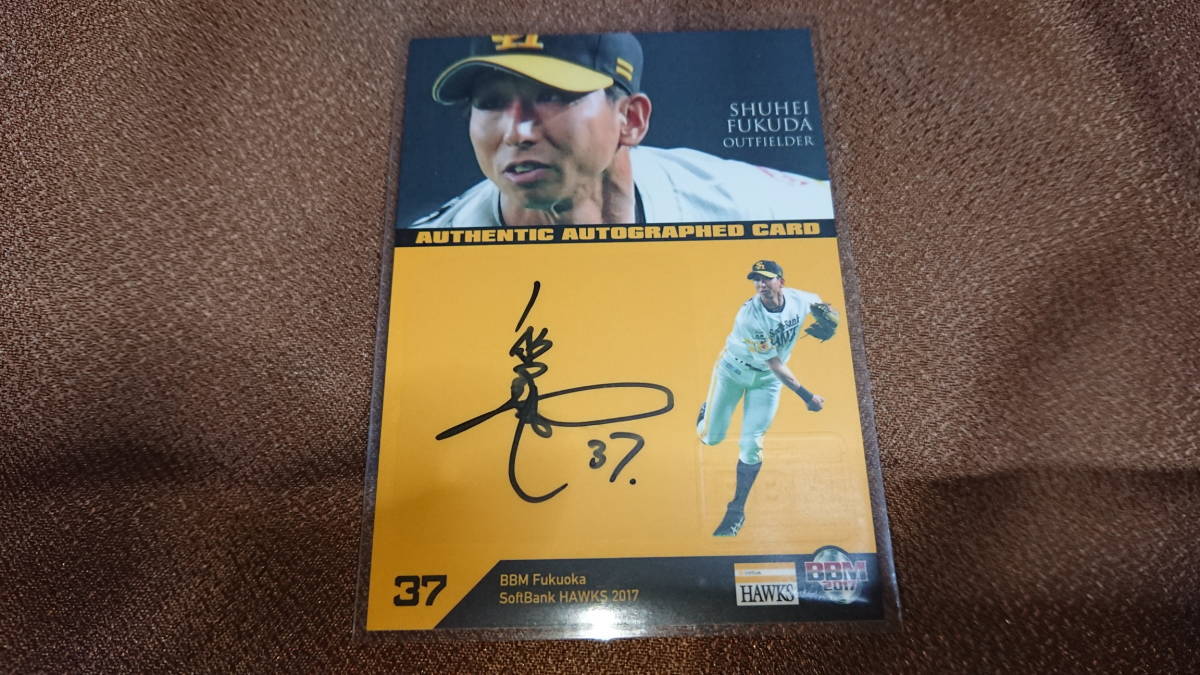 SHUHEI
FUKUDA
OUTFIELDER
AUTHENTIC AUTOGRAPHED CARD
37.
37
BBM Fukuoka
SoftBank HAWKS 2017
HAWKS
BBM
2017